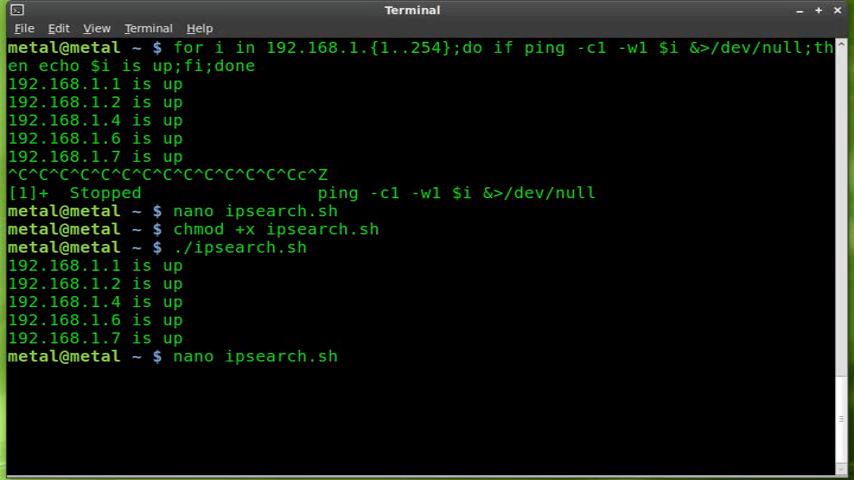 Terminal
File Edit View Terminal Help
metal@metal ~ $ for i in 192.168.1.{1..254};do if ping -c1 -w1 $i &>/dev/null;th
en echo $i is up;fi;done
192.168.1.1 is up
192.168.1.2 is up
192.168.1.4 is up
192.168.1.6 is up
192.168.1.7 is up
^C^C^C^C^C^C^C^C^C^C^C^C^C^Cc^Z
[1]+  Stopped                 ping -c1 -w1 $i &>/dev/null
metal@metal ~ $ nano ipsearch.sh
metal@metal ~ $ chmod +x ipsearch.sh
metal@metal ~ $ ./ipsearch.sh
192.168.1.1 is up
192.168.1.2 is up
192.168.1.4 is up
192.168.1.6 is up
192.168.1.7 is up
metal@metal ~ $ nano ipsearch.sh